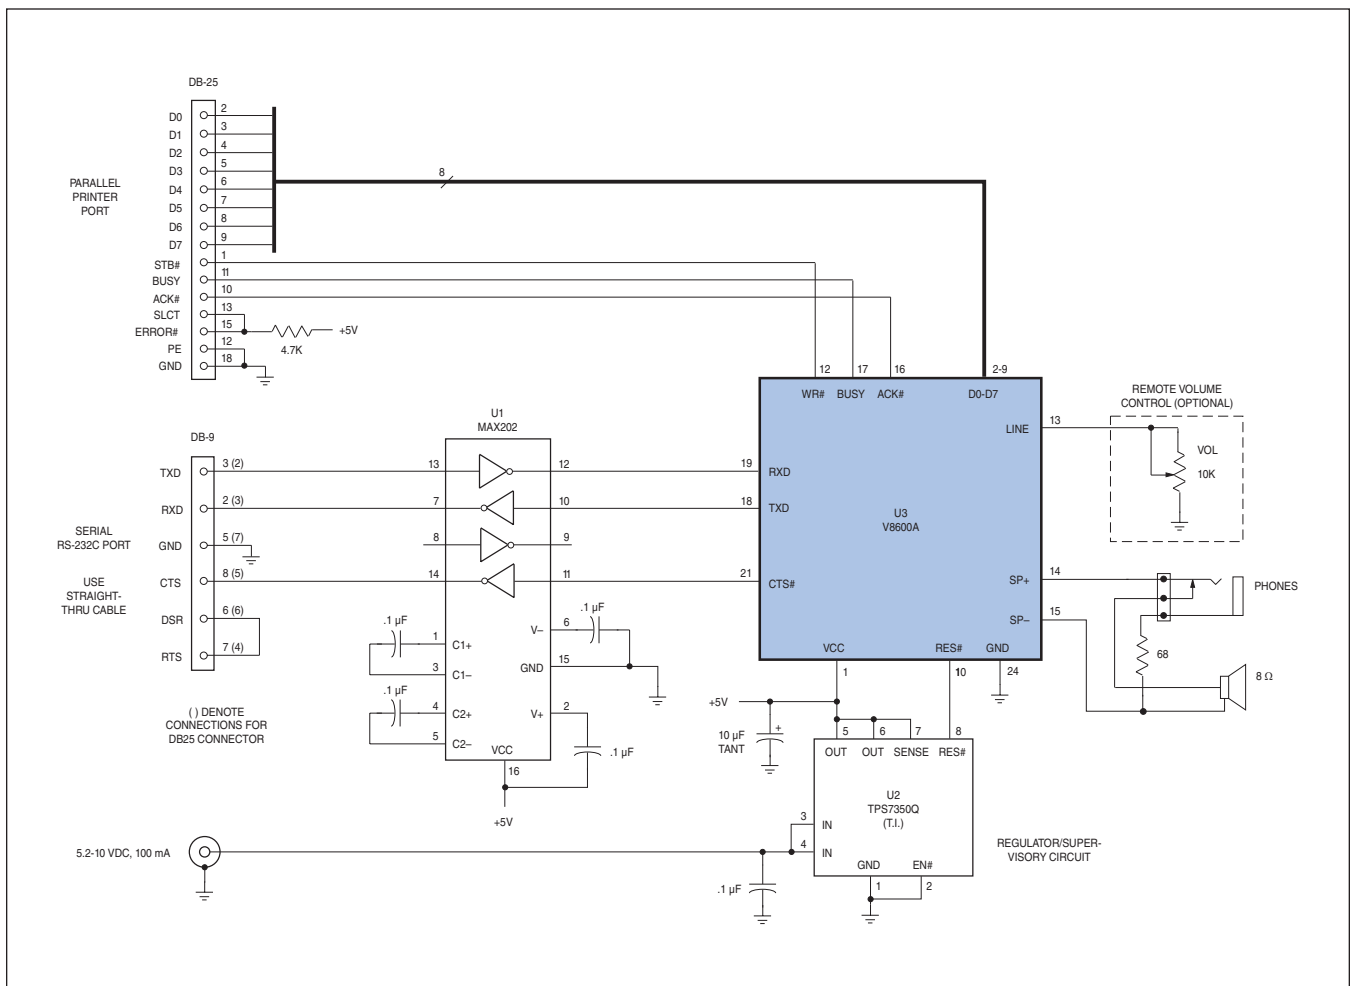 DB-25
D0 2
D1 3
D2 4
D3 5
D4 6
D5 7
D6 8
D7 9
STB# 1
BUSY 11
ACK# 10
SLCT 13
ERROR# 15
PE 12
GND 18
PARALLEL
PRINTER
PORT
8
4.7K
+5V
DB-9
TXD 3 (2)
RXD 2 (3)
GND 5 (7)
CTS 8 (5)
DSR 6 (6)
RTS 7 (4)
SERIAL
RS-232C PORT
USE
STRAIGHT-
THRU CABLE
( ) DENOTE
CONNECTIONS FOR
DB25 CONNECTOR
U1
MAX202
13 12
7 10
8 9
14 11
.1 µF
1 C1+
3 C1–
.1 µF
4 C2+
5 C2–
V– 6
.1 µF
GND 15
V+ 2
.1 µF
VCC
16
+5V
12 17 16 2-9
WR# BUSY ACK# D0-D7
LINE 13
19 RXD
18 TXD
U3
V8600A
21 CTS#
SP+ 14
SP– 15
VCC RES# GND
1 10 24
REMOTE VOLUME
CONTROL (OPTIONAL)
VOL
10K
PHONES
68
8 Ω
+5V
10 µF
TANT
+
5 6 7 8
OUT OUT SENSE RES#
U2
TPS7350Q
(T.I.)
3 IN
4 IN
GND EN#
1 2
REGULATOR/SUPER-
VISORY CIRCUIT
5.2-10 VDC, 100 mA
.1 µF